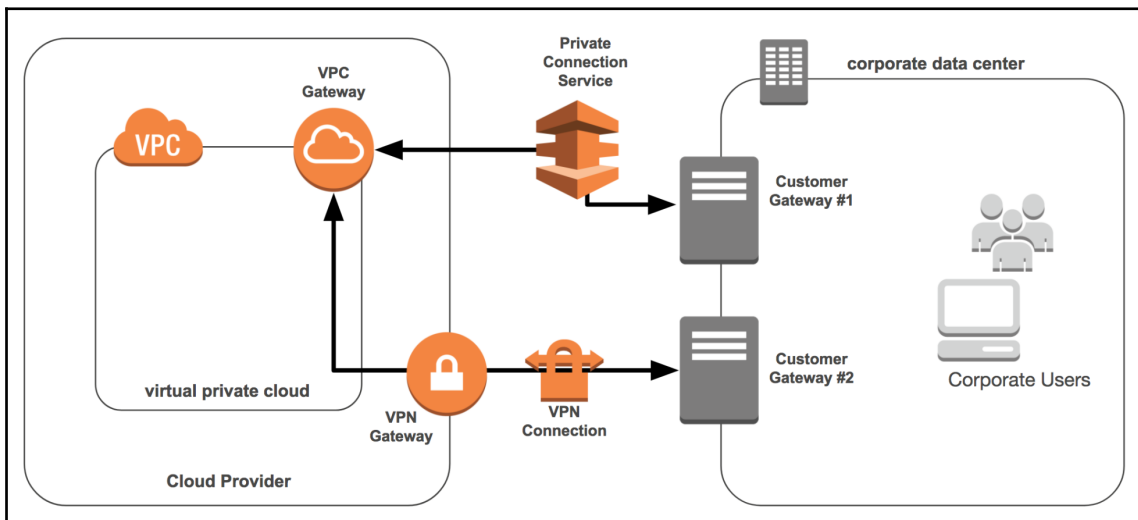 Private
Connection
Service
corporate data center
VPC
Gateway
VPC
Customer
Gateway #1
virtual private cloud
VPN
Gateway
VPN
Connection
Customer
Gateway #2
Corporate Users
Cloud Provider